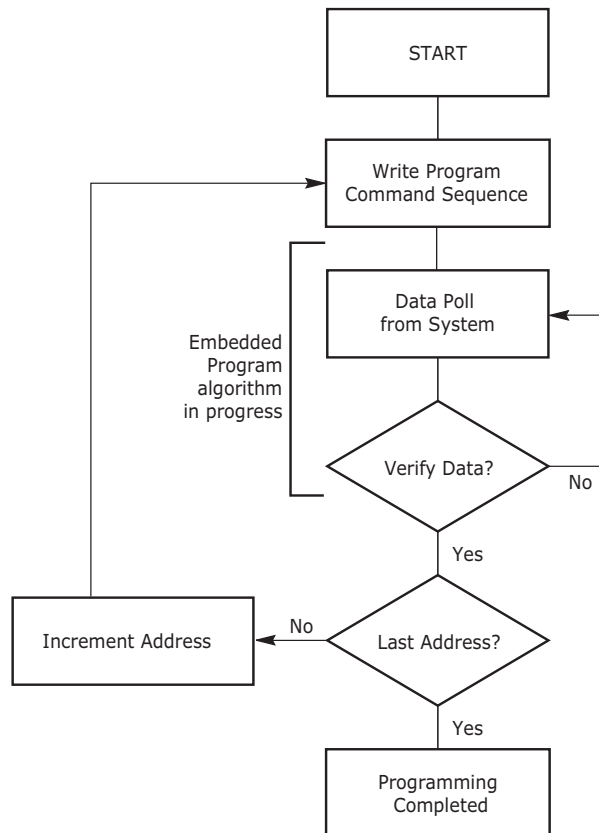 START
Write Program
Command Sequence
Data Poll
from System
Embedded
Program
algorithm
in progress
Verify Data?
No
Yes
Increment Address
No
Last Address?
Yes
Programming
Completed